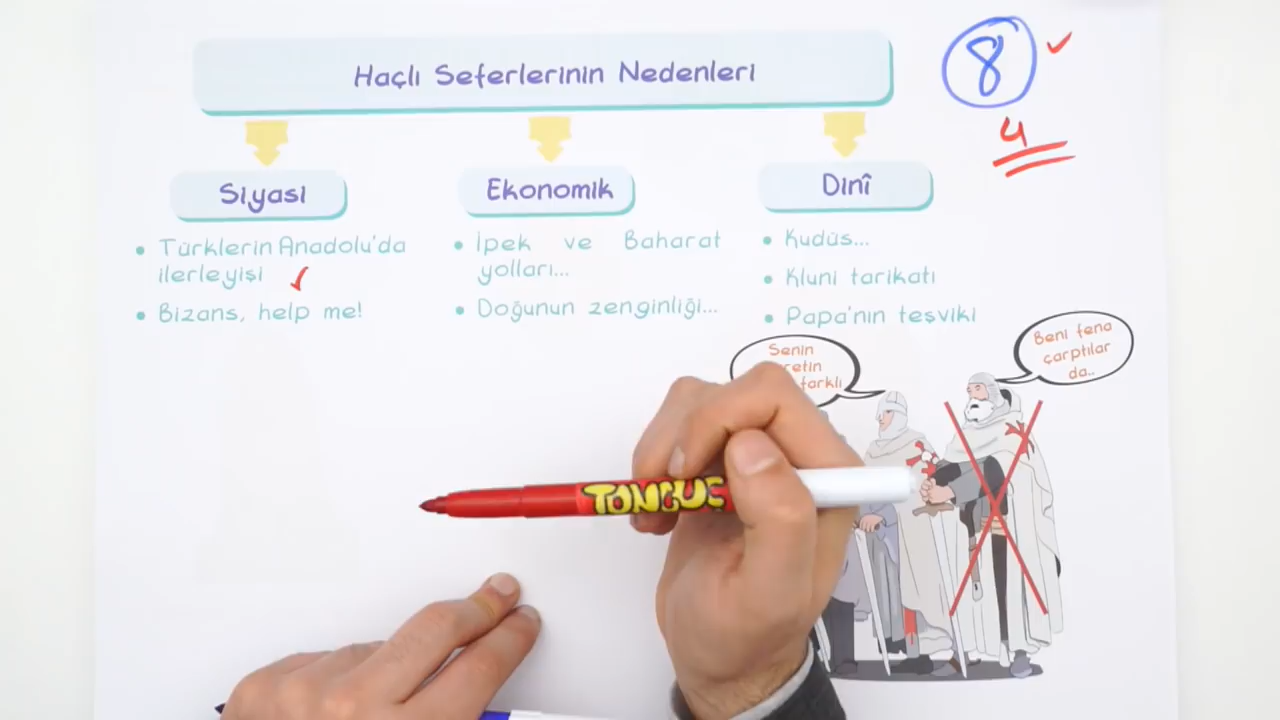 Haçlı Seferlerinin Nedenleri
8
4
Siyasi
Ekonomik
Dinî
• Türklerin Anadolu'da
ilerleyişi
• Bizans, help me!
• İpek ve Baharat
yolları...
• Doğunun zenginliği...
• Kudüs...
• Kluni tarikatı
• Papa'nın teşviki
Senin
farklı
Beni fena
çarptılar
da..
TONGUÇ